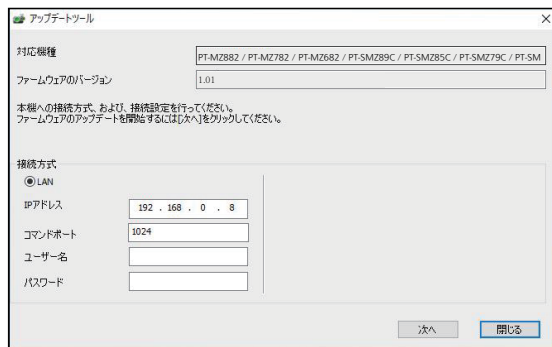 アップデートツール
対応機種
PT-MZ882 / PT-MZ782 / PT-MZ682 / PT-SMZ89C / PT-SMZ85C / PT-SMZ79C / PT-SM
ファームウェアのバージョン
1.01
本機への接続方式、および、接続設定を行ってください。
ファームウェアのアップデートを開始するには[次へ]をクリックしてください。
接続方式
LAN
IPアドレス
192 . 168 . 0 . 8
コマンドポート
1024
ユーザー名
パスワード
次へ
閉じる